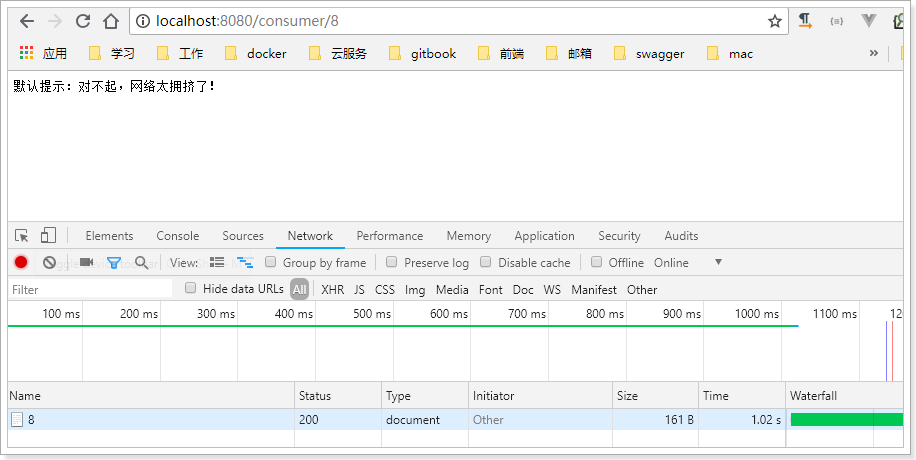 localhost:8080/consumer/8
应用 学习 工作 docker 云服务 gitbook 前端 邮箱 swagger mac »
默认提示：对不起，网络太拥挤了！
Elements Console Sources Network Performance Memory Application Security Audits
View: Group by frame Preserve log Disable cache Offline Online
Filter Hide data URLs All XHR JS CSS Img Media Font Doc WS Manifest Other
100 ms 200 ms 300 ms 400 ms 500 ms 600 ms 700 ms 800 ms 900 ms 1000 ms 1100 ms 120
Name Status Type Initiator Size Time Waterfall
8 200 document Other 161 B 1.02 s